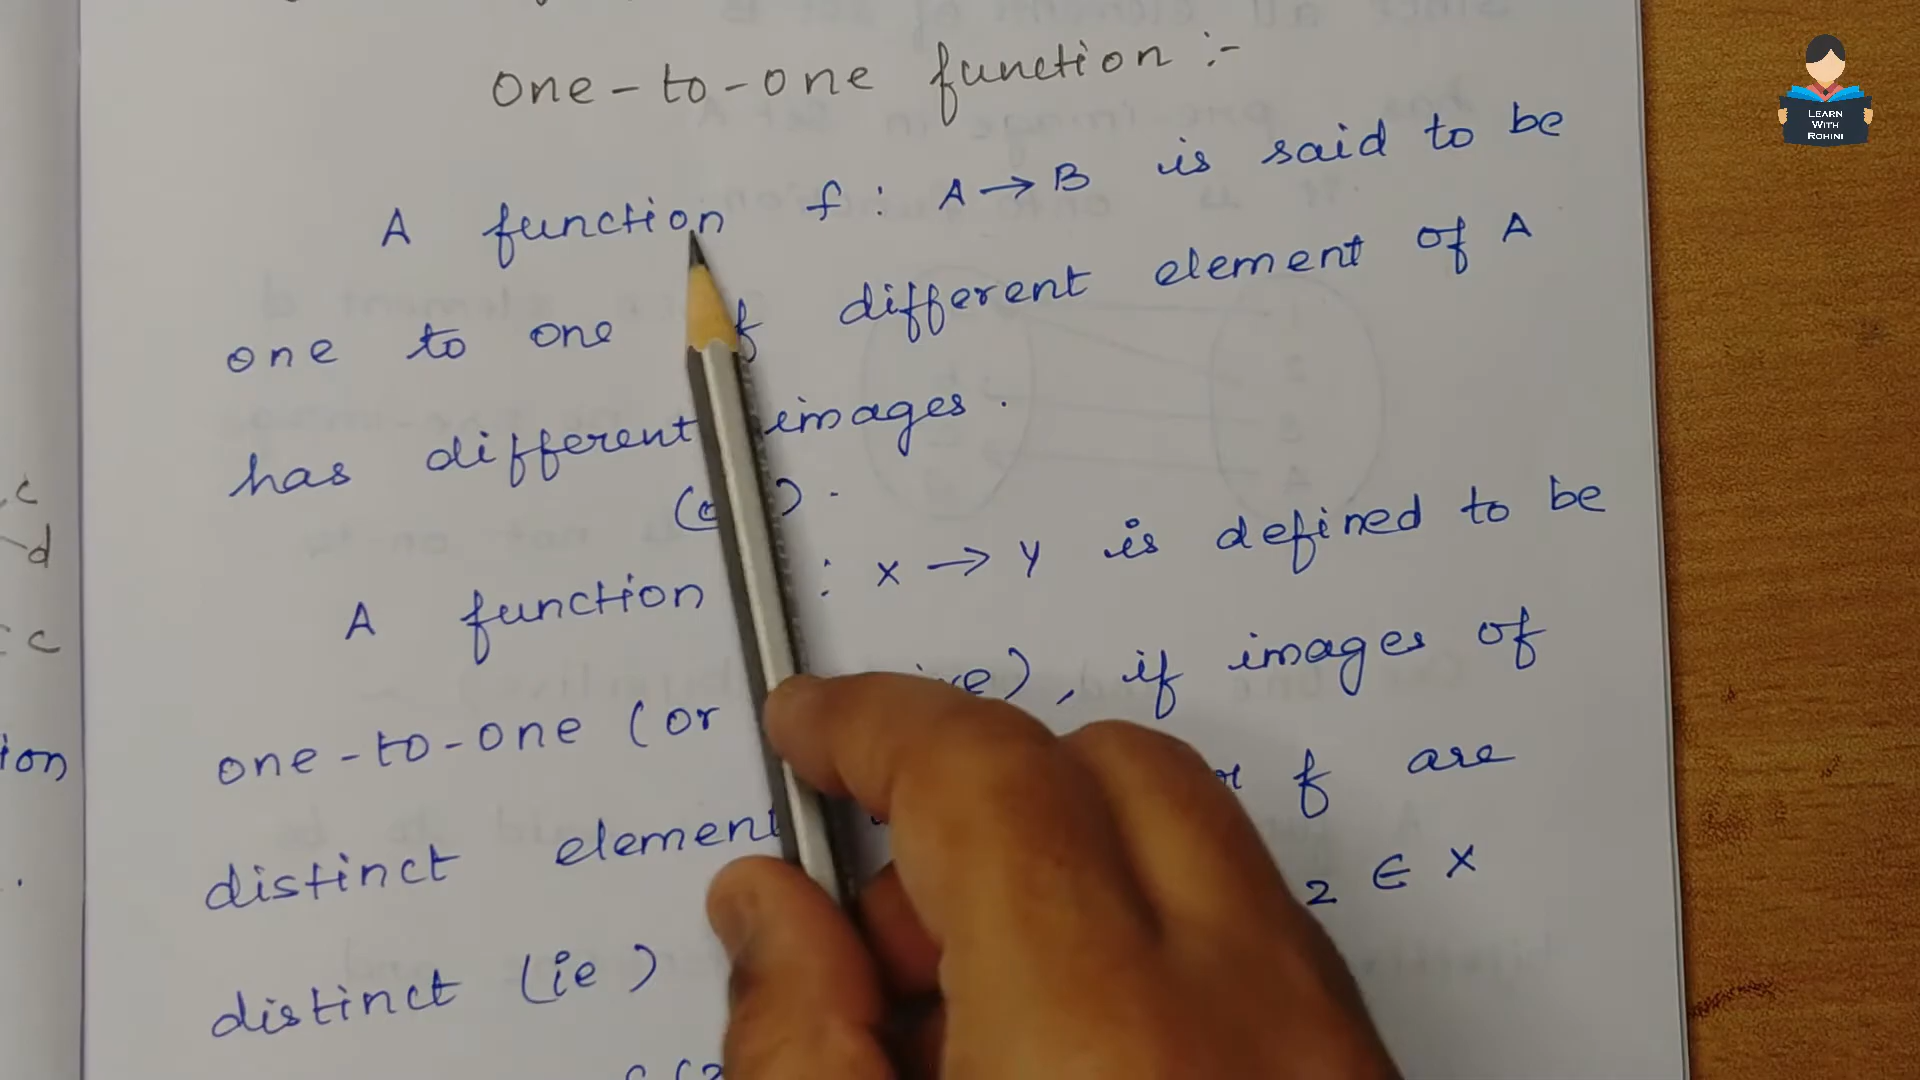 one-to-one function :-
A function f : A → B is said to be
one to one if different element of A
has different images.
A function : x → y is defined to be
one-to-one (or ), if images of
distinct element f are
2 ∈ X
distinct (ie)
c
d
c
ion
LEARN
WITH
ROHINI